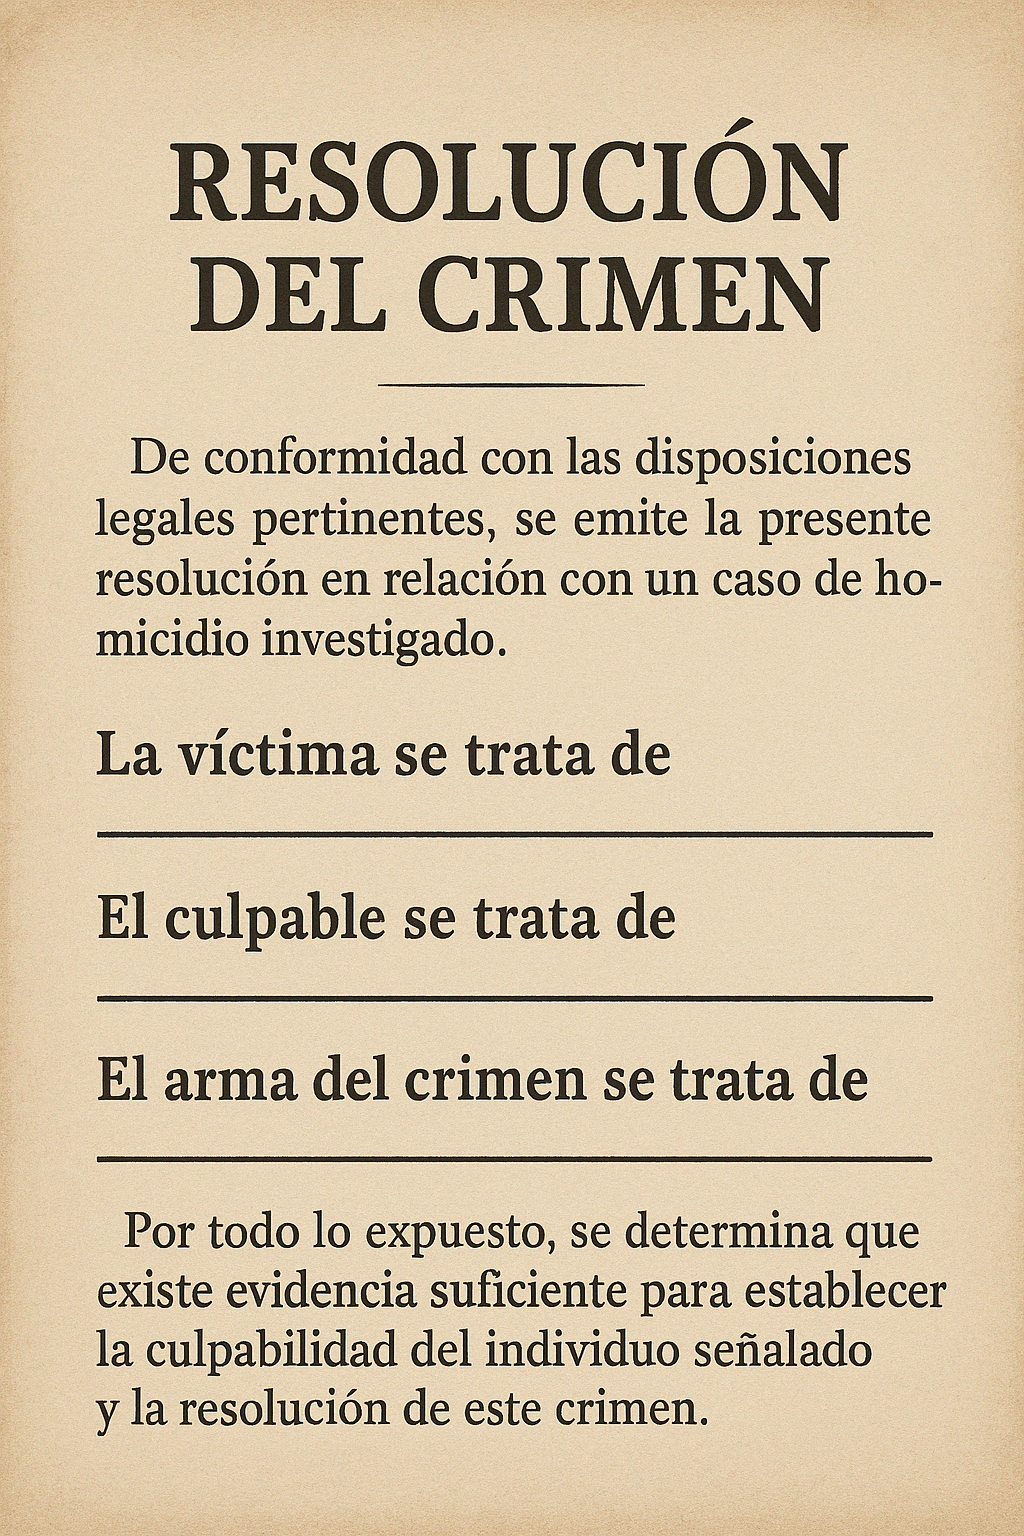 RESOLUCIÓN
DEL CRIMEN
De conformidad con las disposiciones
legales pertinentes, se emite la presente
resolución en relación con un caso de ho-
micidio investigado.
La víctima se trata de
El culpable se trata de
El arma del crimen se trata de
Por todo lo expuesto, se determina que
existe evidencia suficiente para establecer
la culpabilidad del individuo señalado
y la resolución de este crimen.